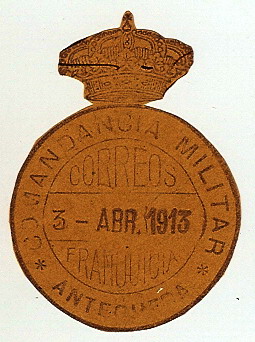 COMANDANCIA MILITAR
CORREOS
3 - ABR. 1913
FRANQUICIA
* ANTEQUERA *